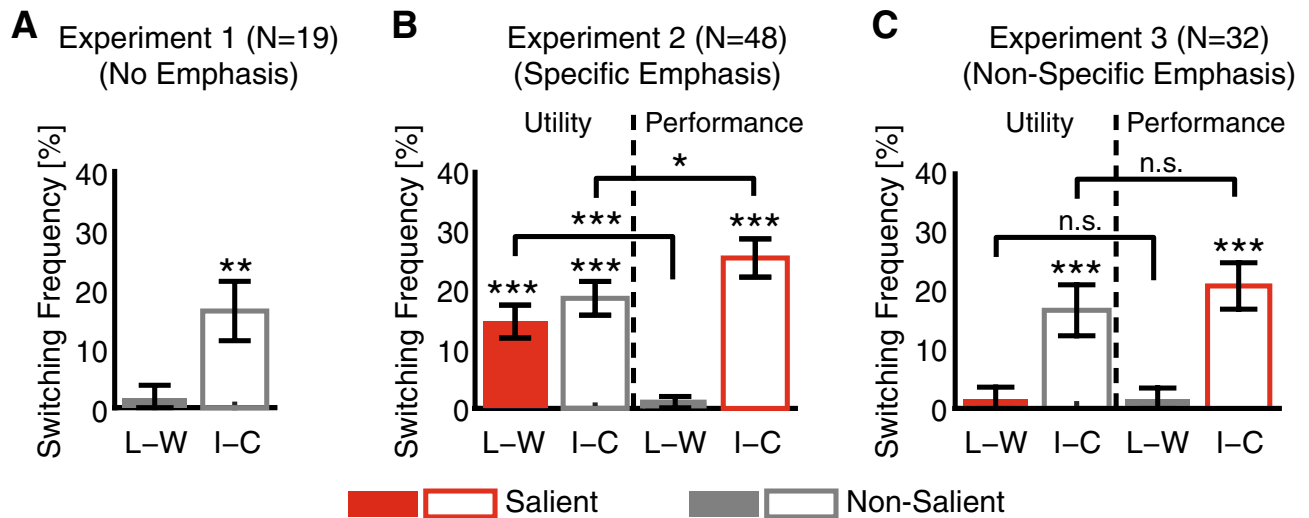 A
Experiment 1 (N=19)
(No Emphasis)
Switching Frequency [%]
40
30
20
10
0
**
L–W I–C
B
Experiment 2 (N=48)
(Specific Emphasis)
Utility Performance
Switching Frequency [%]
40
30
20
10
0
*
***
***
***
***
L–W I–C L–W I–C
C
Experiment 3 (N=32)
(Non-Specific Emphasis)
Utility Performance
Switching Frequency [%]
40
30
20
10
0
n.s.
n.s.
***
***
L–W I–C L–W I–C
Salient Non-Salient